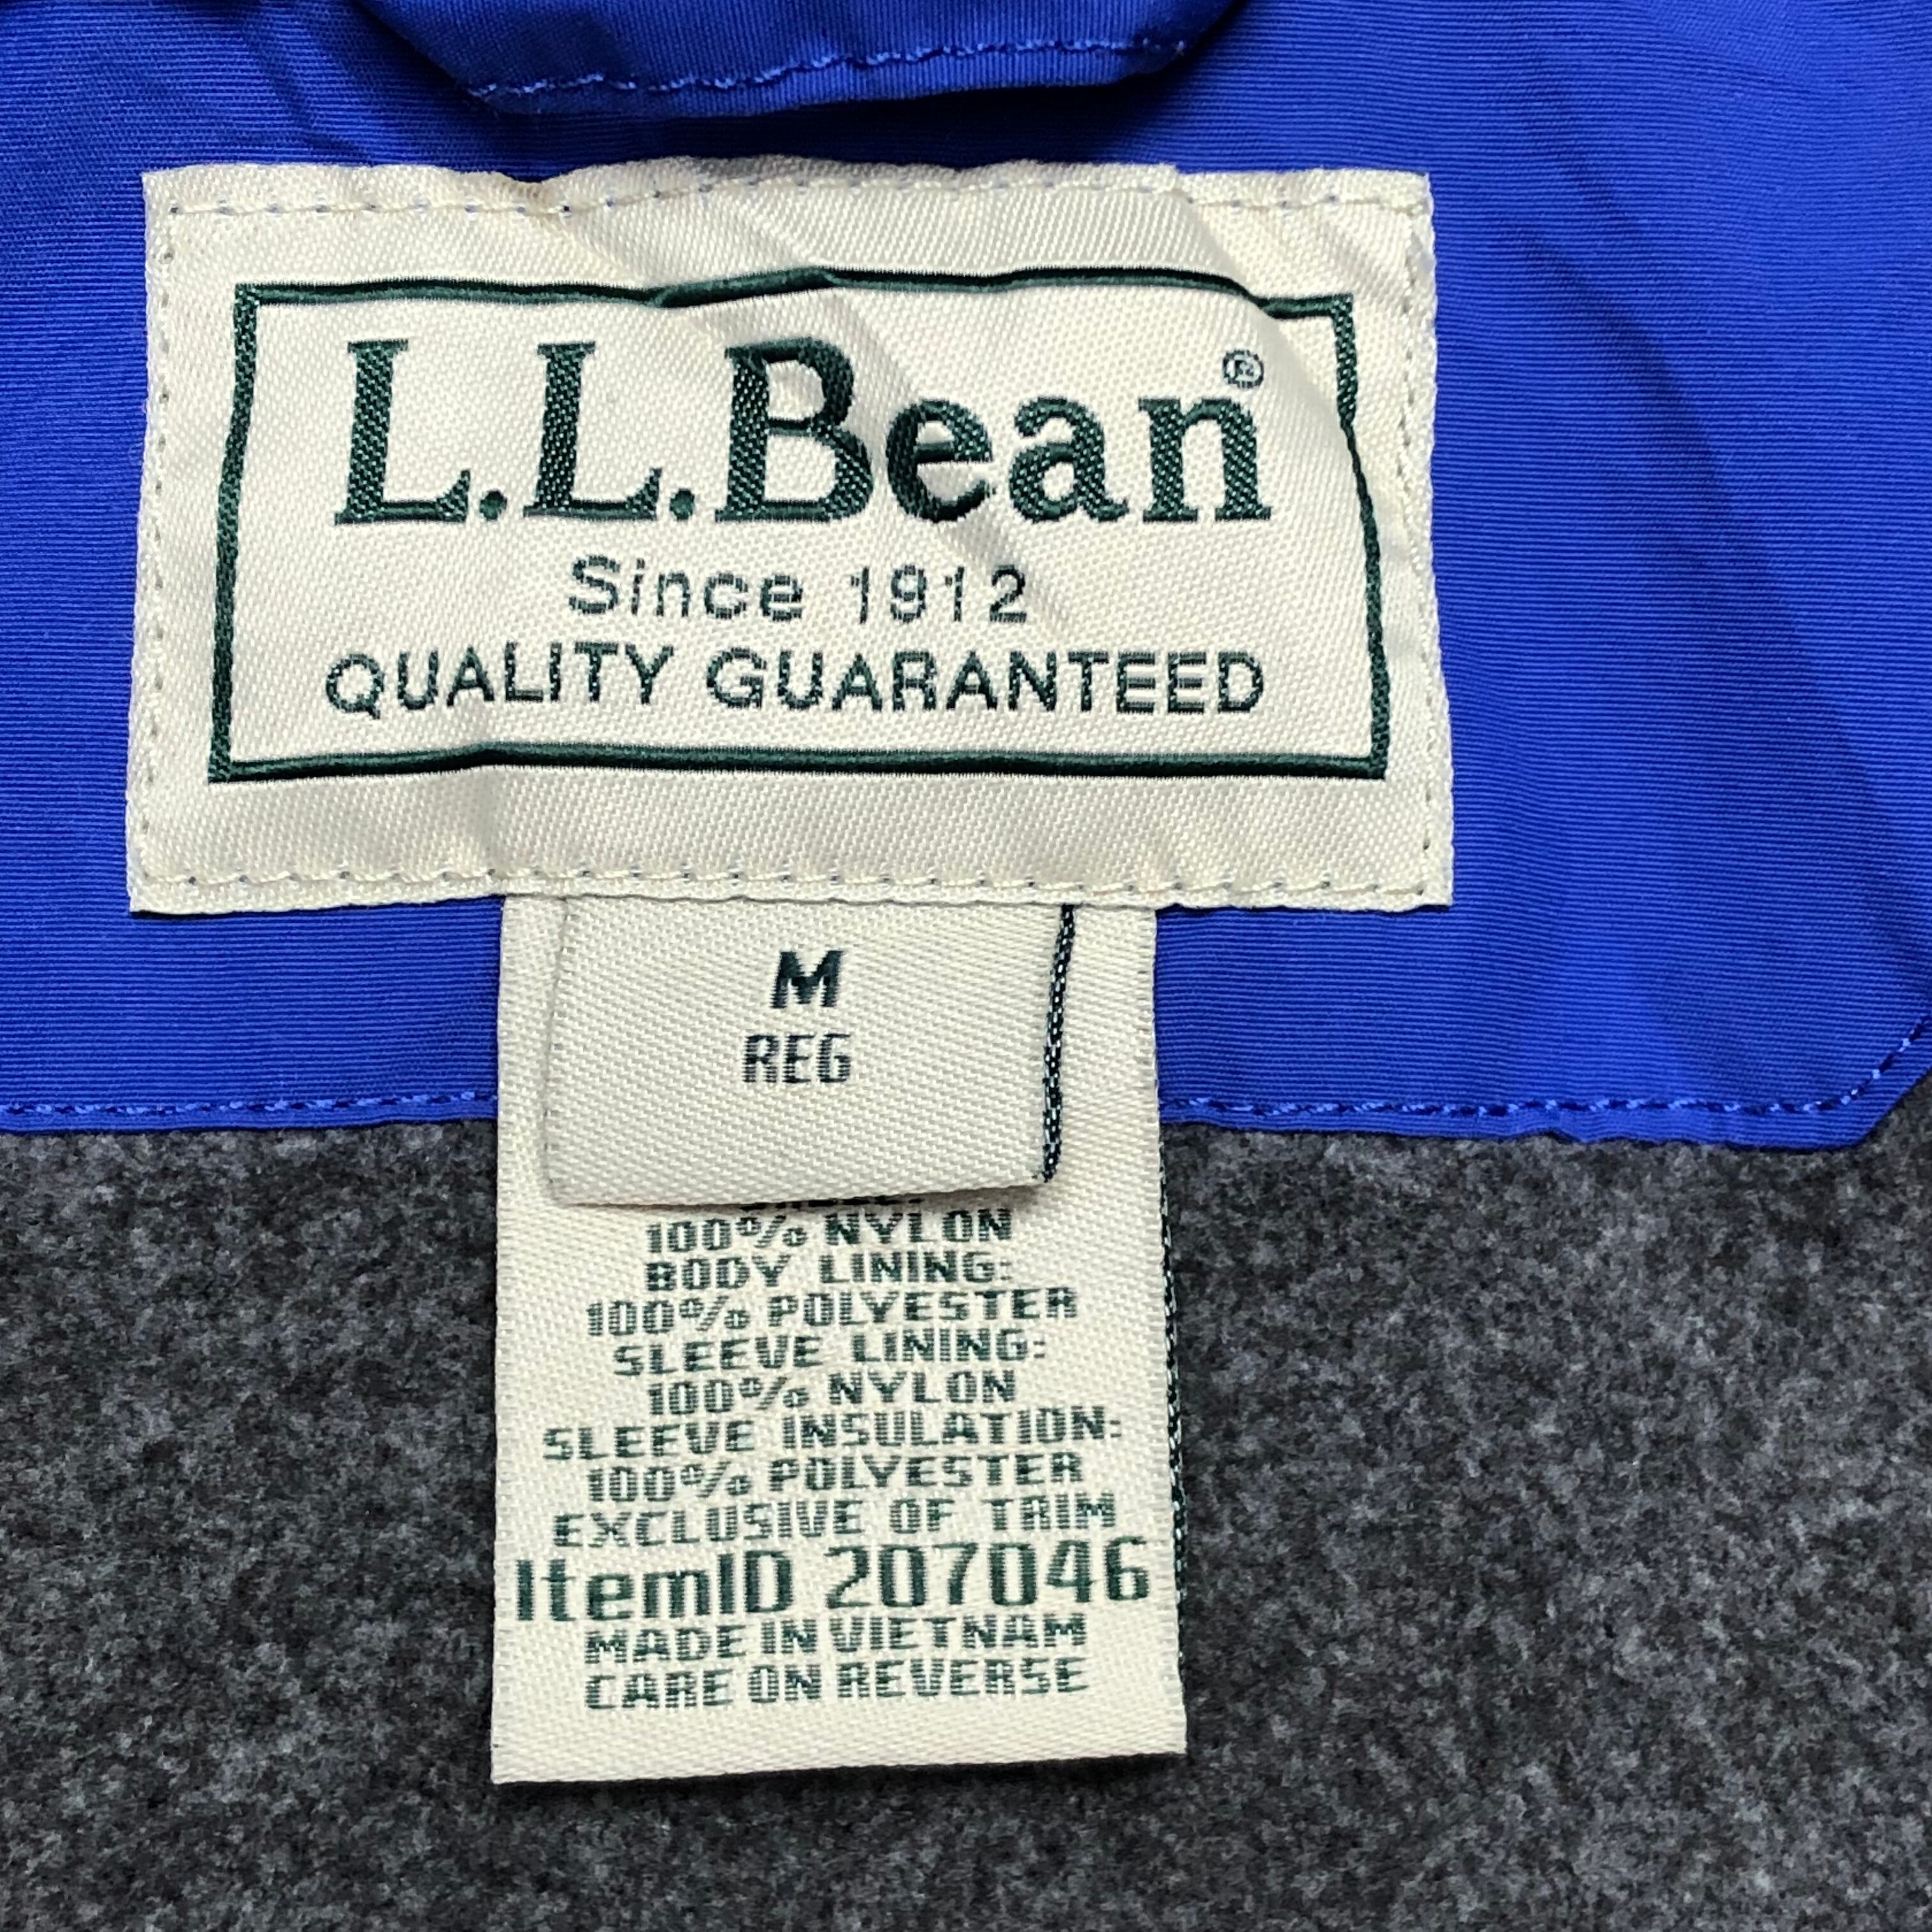 L.L.Bean®
Since 1912
QUALITY GUARANTEED
M
REG
100% NYLON
BODY LINING:
100% POLYESTER
SLEEVE LINING:
100% NYLON
SLEEVE INSULATION:
100% POLYESTER
EXCLUSIVE OF TRIM
ItemID 207046
MADE IN VIETNAM
CARE ON REVERSE